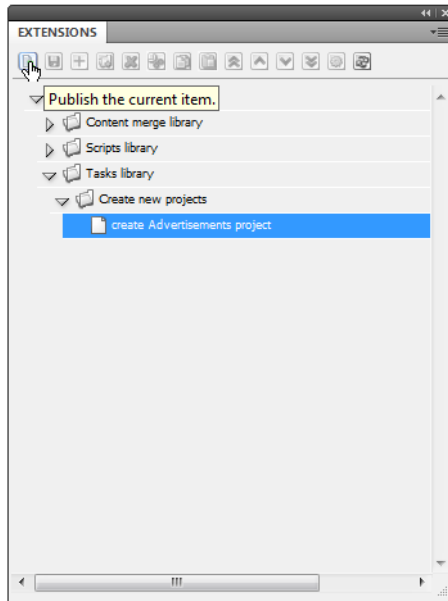 EXTENSIONS
Publish the current item.
Content merge library
Scripts library
Tasks library
Create new projects
create Advertisements project